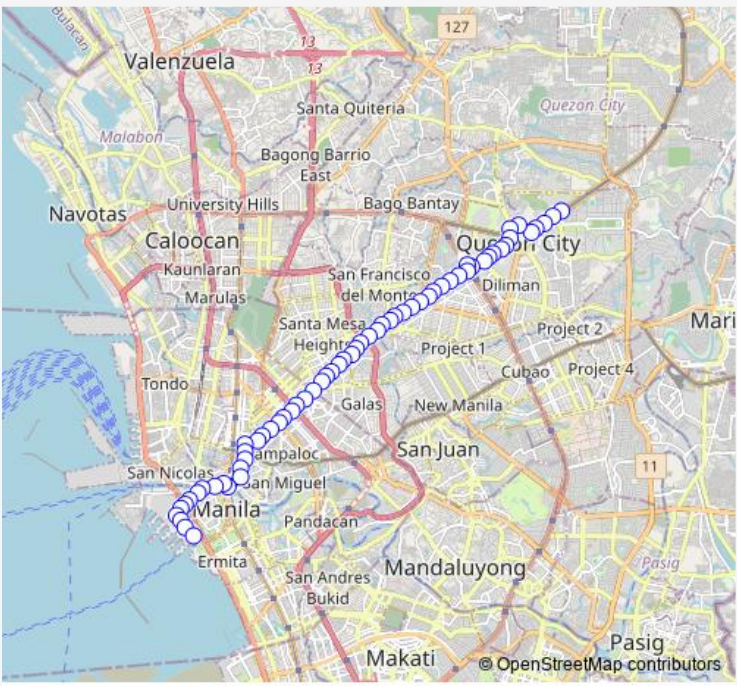 Bulacan
127
13
Valenzuela
13
Santa Quiteria
Quezon City
Malabon
Bagong Barrio
East
University Hills
Bago Bantay
Navotas
Caloocan
Quezon City
Kaunlaran
San Francisco
del Monte
Diliman
Marulas
Santa Mesa
Heights
Project 2
Mari
Project 1
Cubao
Project 4
Tondo
Galas
New Manila
San Juan
ampaloc
11
San Nicolas
San Miguel
Manila
Pandacan
Ermita
Mandaluyong
Pasig
San Andres
Bukid
Pasig
Makati
© OpenStreetMap contributors